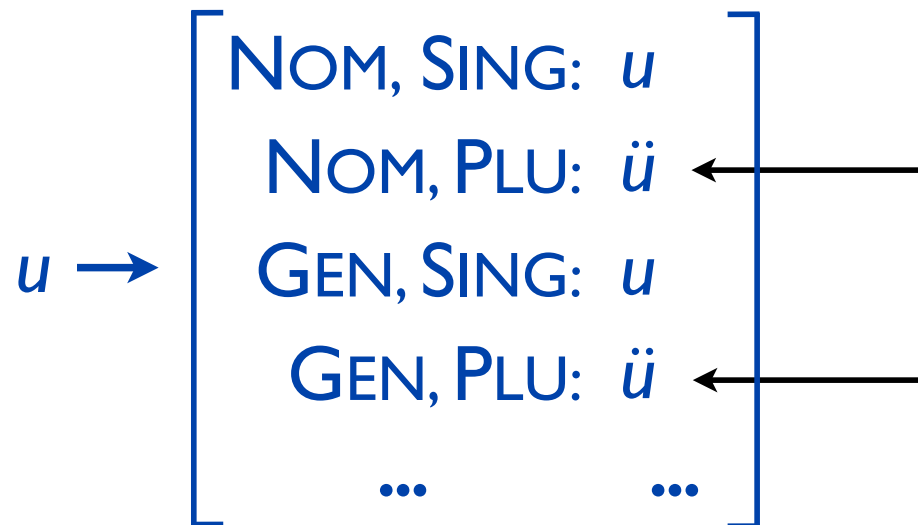 NOM, SING: u
NOM, PLU: ü
u → GEN, SING: u
GEN, PLU: ü
... ...